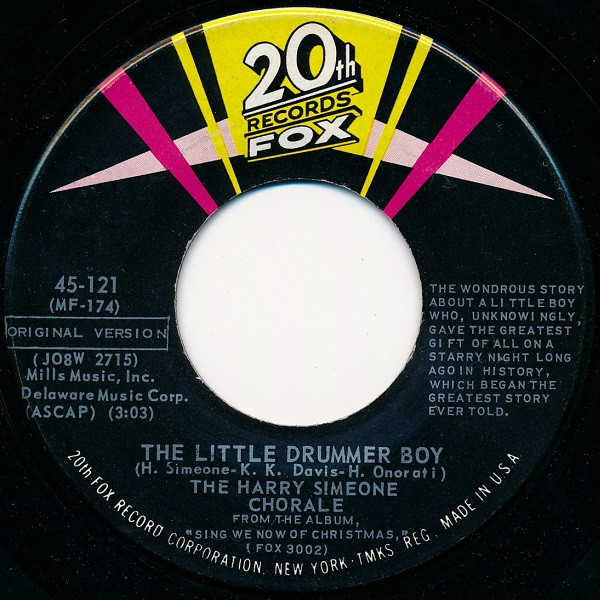 20th
RECORDS
FOX
45-121
(MF-174)
ORIGINAL VERSION
(JO8W 2715)
Mills Music, Inc.
Delaware Music Corp.
(ASCAP) (3:03)
THE WONDROUS STORY
ABOUT A LITTLE BOY
WHO, UNKNOWINGLY,
GAVE THE GREATEST
GIFT OF ALL ON A
STARRY NIGHT LONG
AGO IN HISTORY,
WHICH BEGAN THE
GREATEST STORY
EVER TOLD.
THE LITTLE DRUMMER BOY
(H. Simeone-K. K. Davis-H. Onorati)
THE HARRY SIMEONE
CHORALE
FROM THE ALBUM,
"SING WE NOW OF CHRISTMAS,"
(FOX 3002)
20th FOX RECORD CORPORATION, NEW YORK · TMKS REG. MADE IN U.S.A.